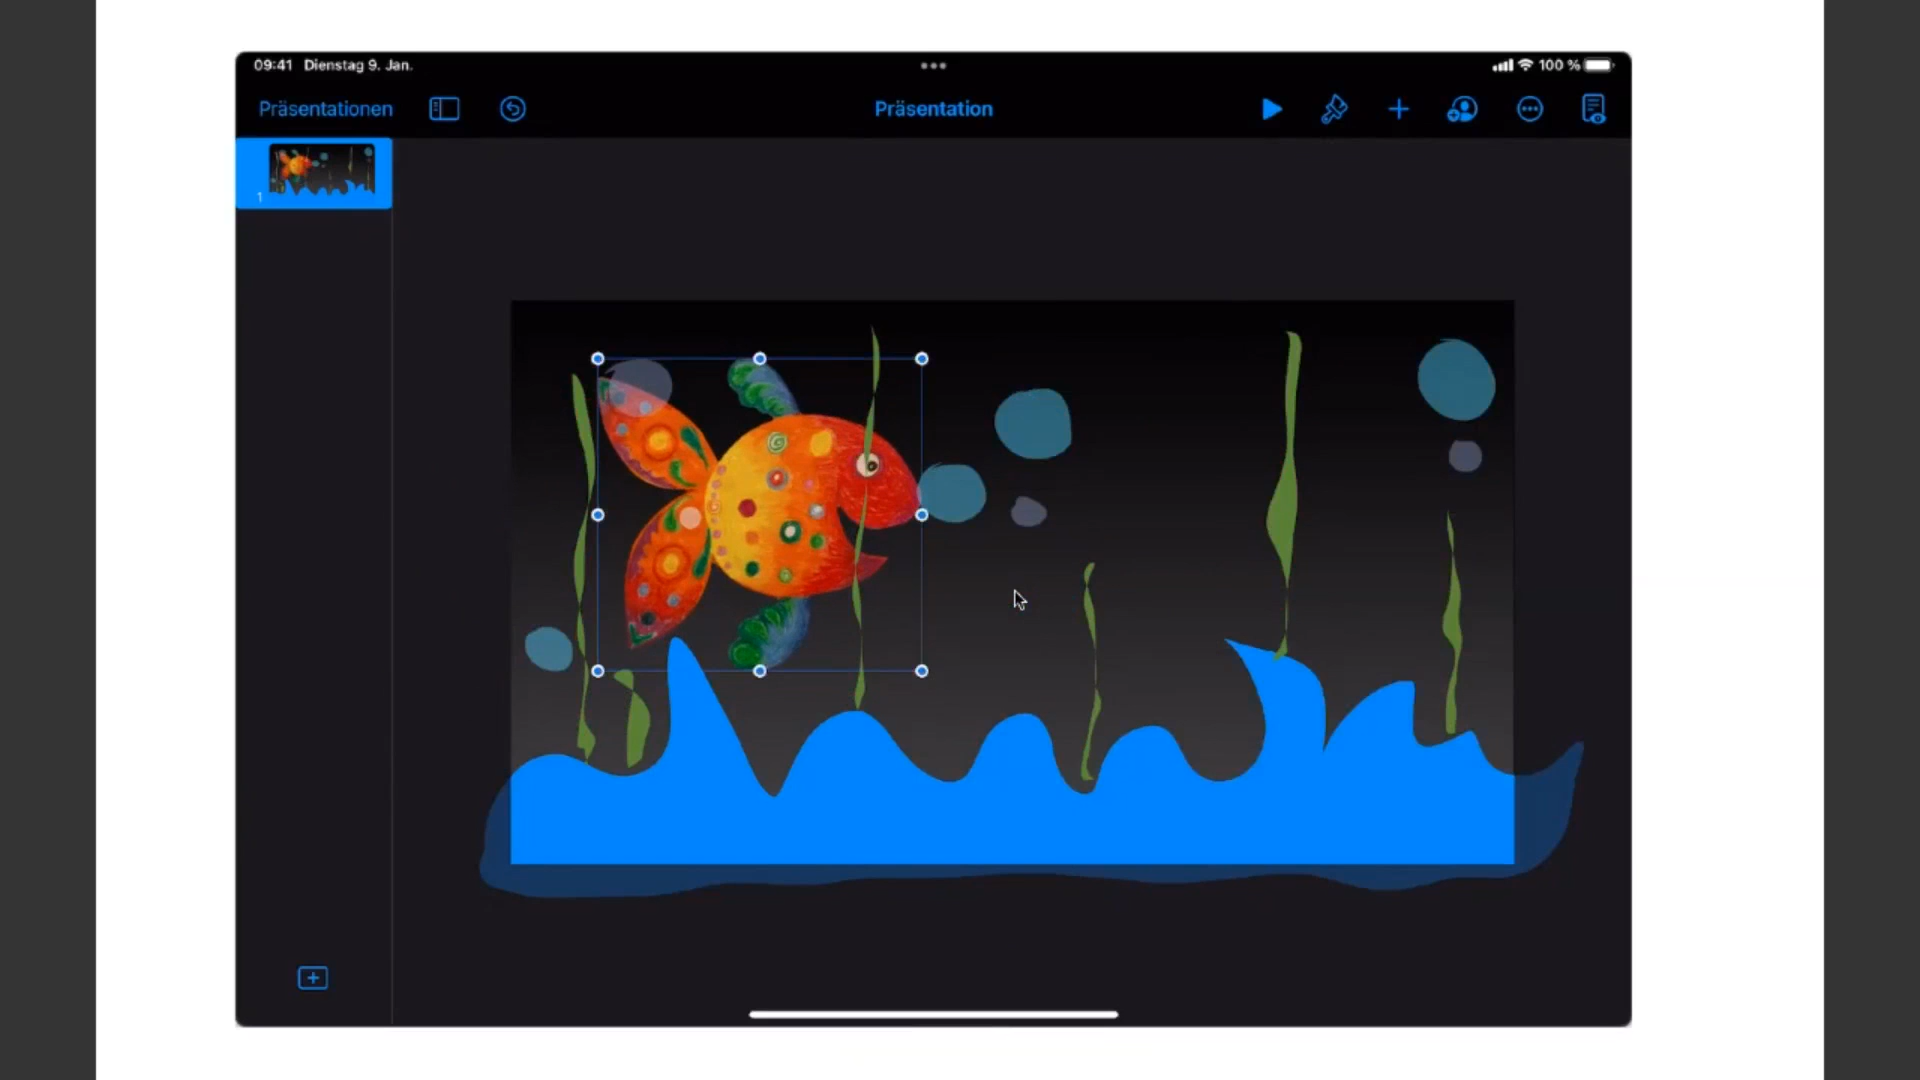 09:41 Dienstag 9. Jan.
100 %
Präsentationen
Präsentation
1